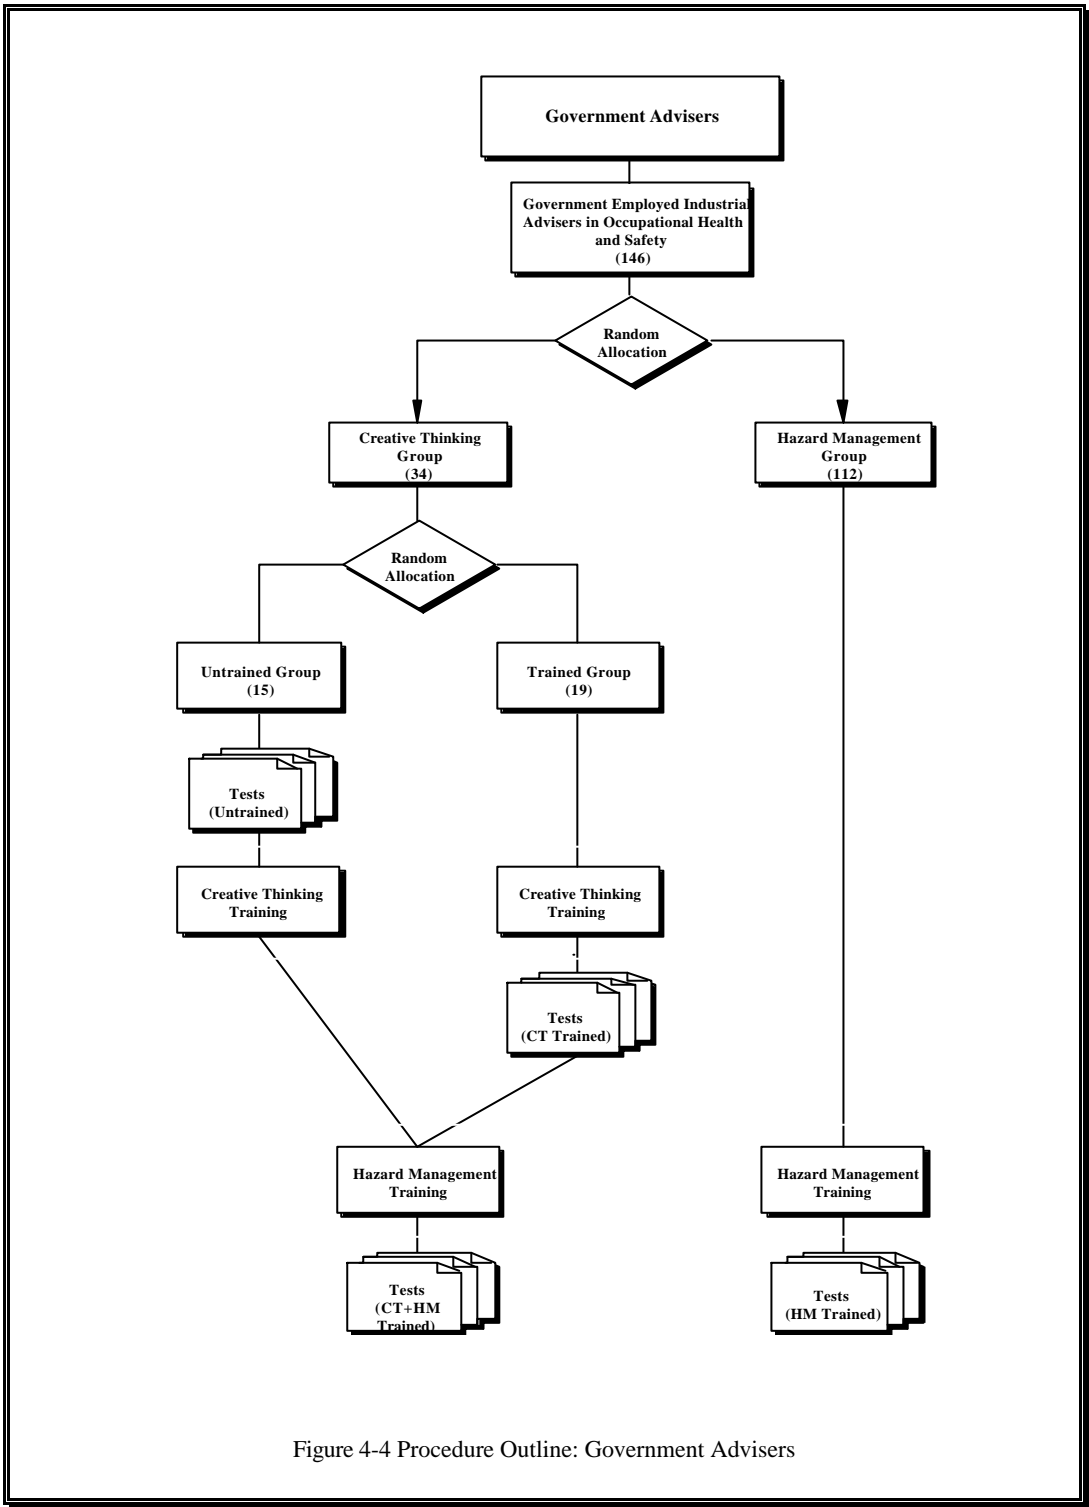 Government Advisers
Government Employed Industrial
Advisers in Occupational Health
and Safety
(146)
Random
Allocation
Creative Thinking
Group
(34)
Hazard Management
Group
(112)
Random
Allocation
Untrained Group
(15)
Trained Group
(19)
Tests
(Untrained)
Creative Thinking
Training
Creative Thinking
Training
Tests
(CT Trained)
Hazard Management
Training
Hazard Management
Training
Tests
(CT+HM
Trained)
Tests
(HM Trained)
Figure 4-4 Procedure Outline: Government Advisers